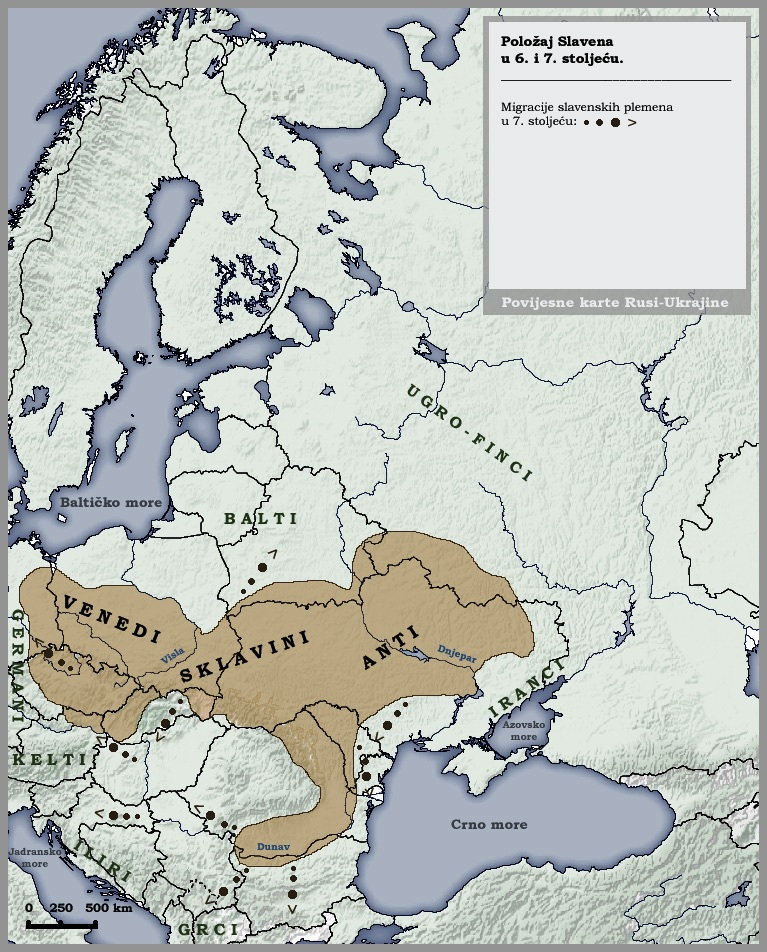 Položaj Slavena
u 6. i 7. stoljeću.
Migracije slavenskih plemena
u 7. stoljeću: >
Povijesne karte Rusi-Ukrajine
UGRO-FINCI
Baltičko more
BALTI
VENEDI
GERMANI
Visla
SKLAVINI
ANTI
Dnjepar
IRANCI
Azovsko
more
KELTI
Crno more
Dunav
Jadransko
more
ILIRI
0 250 500 km
GRCI